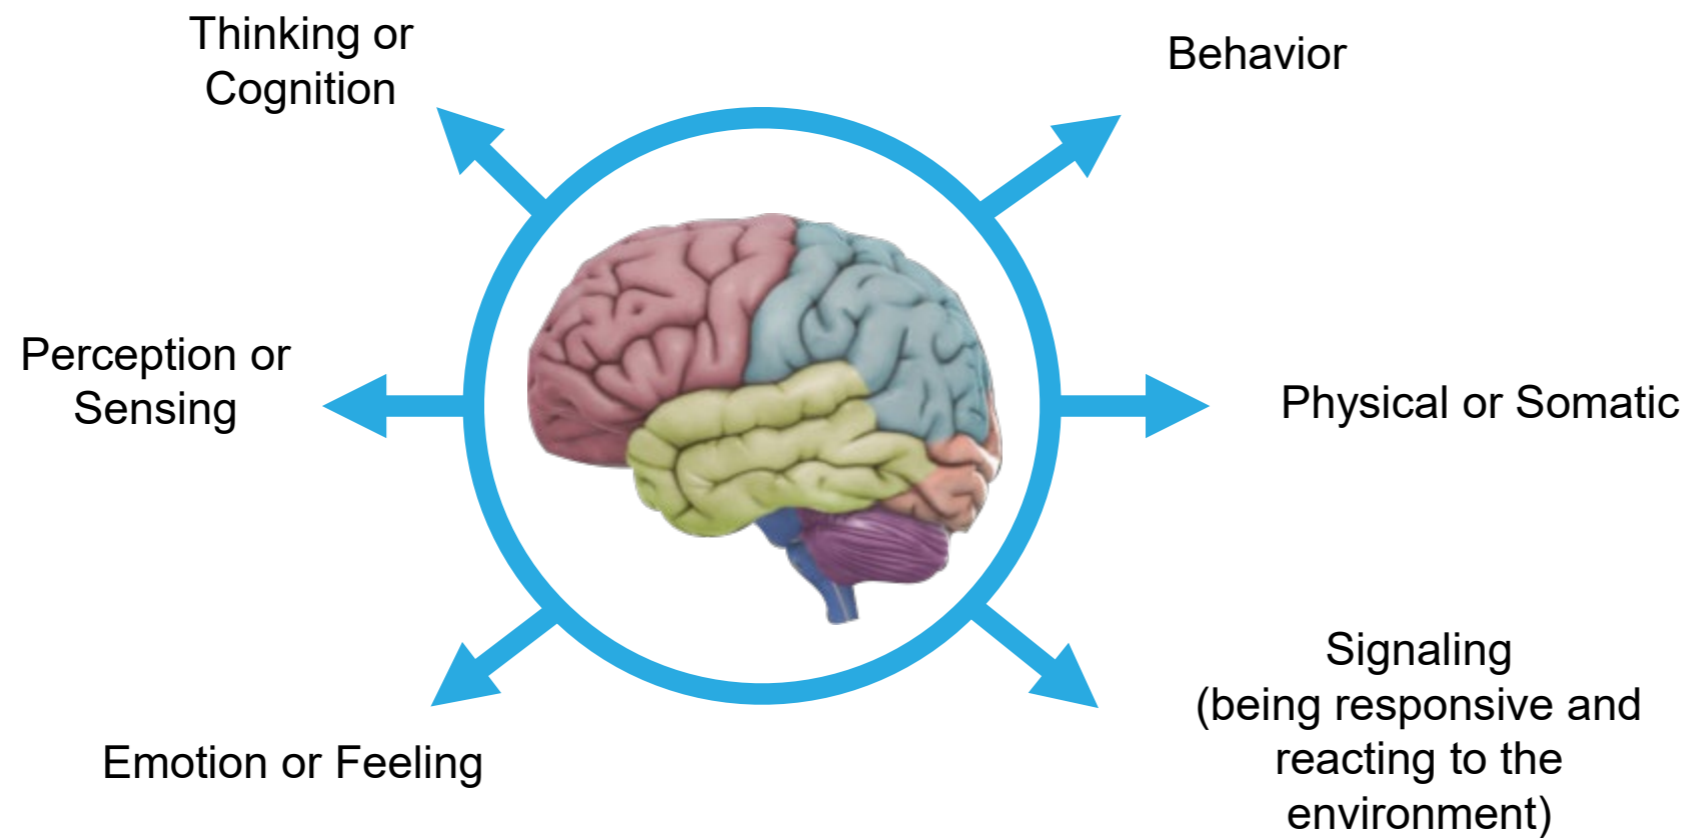 Thinking or
Cognition
Behavior
Perception or
Sensing
Physical or Somatic
Emotion or Feeling
Signaling
(being responsive and
reacting to the
environment)